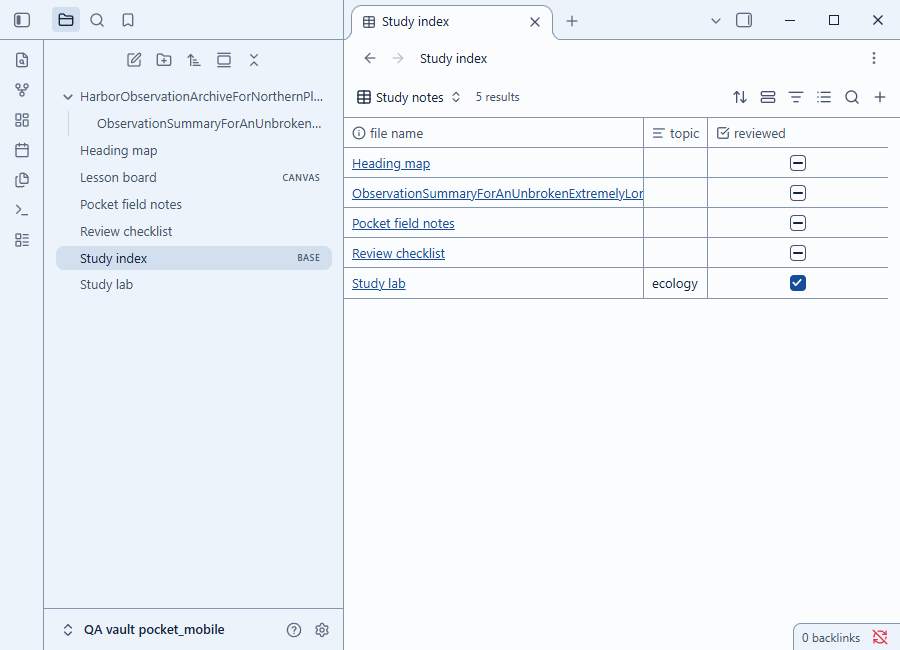 Study index
Study index
HarborObservationArchiveForNorthernPl...
ObservationSummaryForAnUnbroken...
Heading map
Lesson board CANVAS
Pocket field notes
Review checklist
Study index BASE
Study lab
QA vault pocket_mobile
Study notes 5 results
file name topic reviewed
Heading map
ObservationSummaryForAnUnbrokenExtremelyLor
Pocket field notes
Review checklist
Study lab ecology
0 backlinks